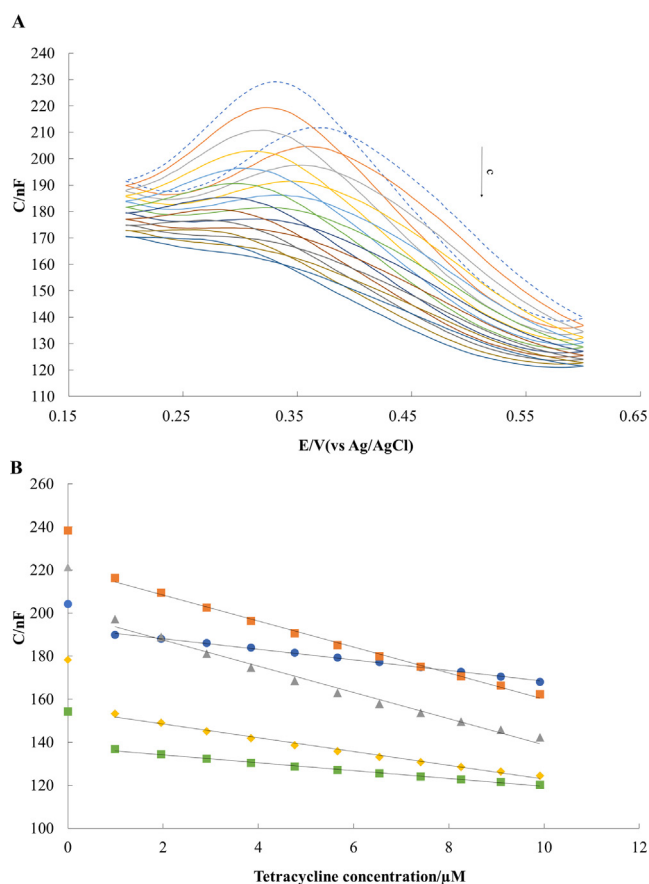 A
240
230
220
210
200
190
180
170
160
150
140
130
120
110
C/nF
c
0.15 0.25 0.35 0.45 0.55 0.65
E/V(vs Ag/AgCl)
B
260
240
220
200
180
160
140
120
100
C/nF
0 2 4 6 8 10 12
Tetracycline concentration/μM